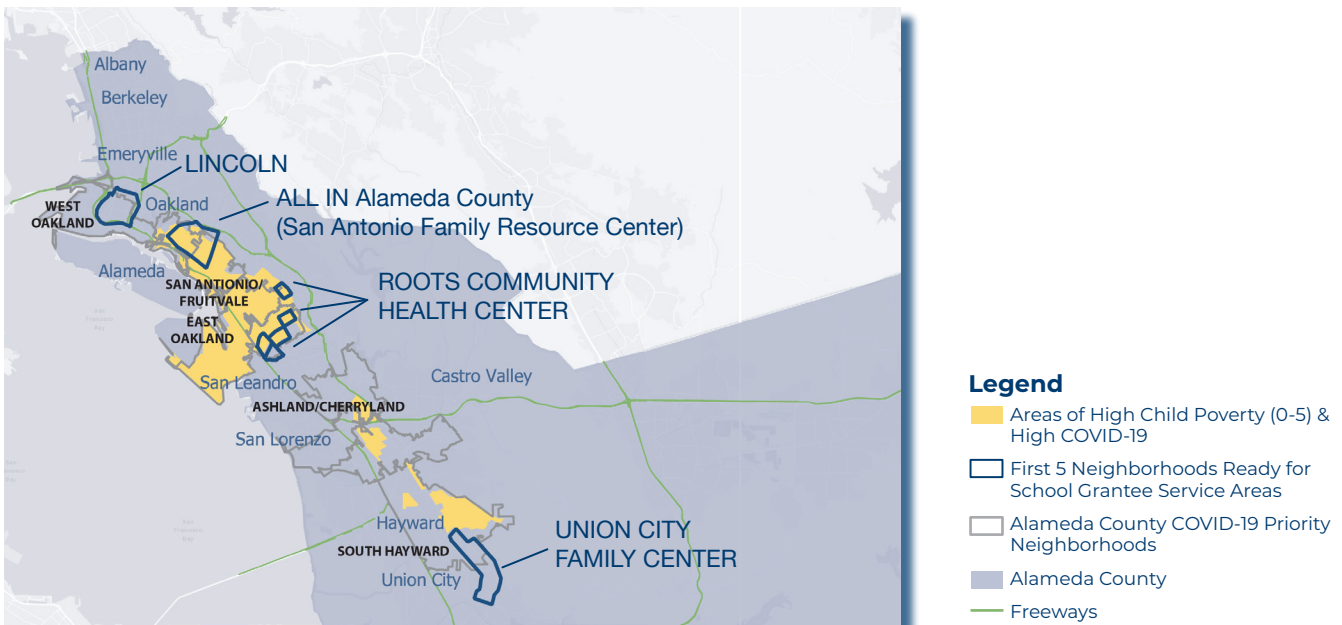 Albany
Berkeley
Emeryville
LINCOLN
WEST
OAKLAND
Oakland
ALL IN Alameda County
(San Antonio Family Resource Center)
Alameda
SAN ANTIONIO/
FRUITVALE
ROOTS COMMUNITY
HEALTH CENTER
EAST
OAKLAND
San Leandro
Castro Valley
ASHLAND/CHERRYLAND
San Lorenzo
Hayward
SOUTH HAYWARD
UNION CITY
FAMILY CENTER
Union City
Legend
Areas of High Child Poverty (0-5) &
High COVID-19
First 5 Neighborhoods Ready for
School Grantee Service Areas
Alameda County COVID-19 Priority
Neighborhoods
Alameda County
Freeways